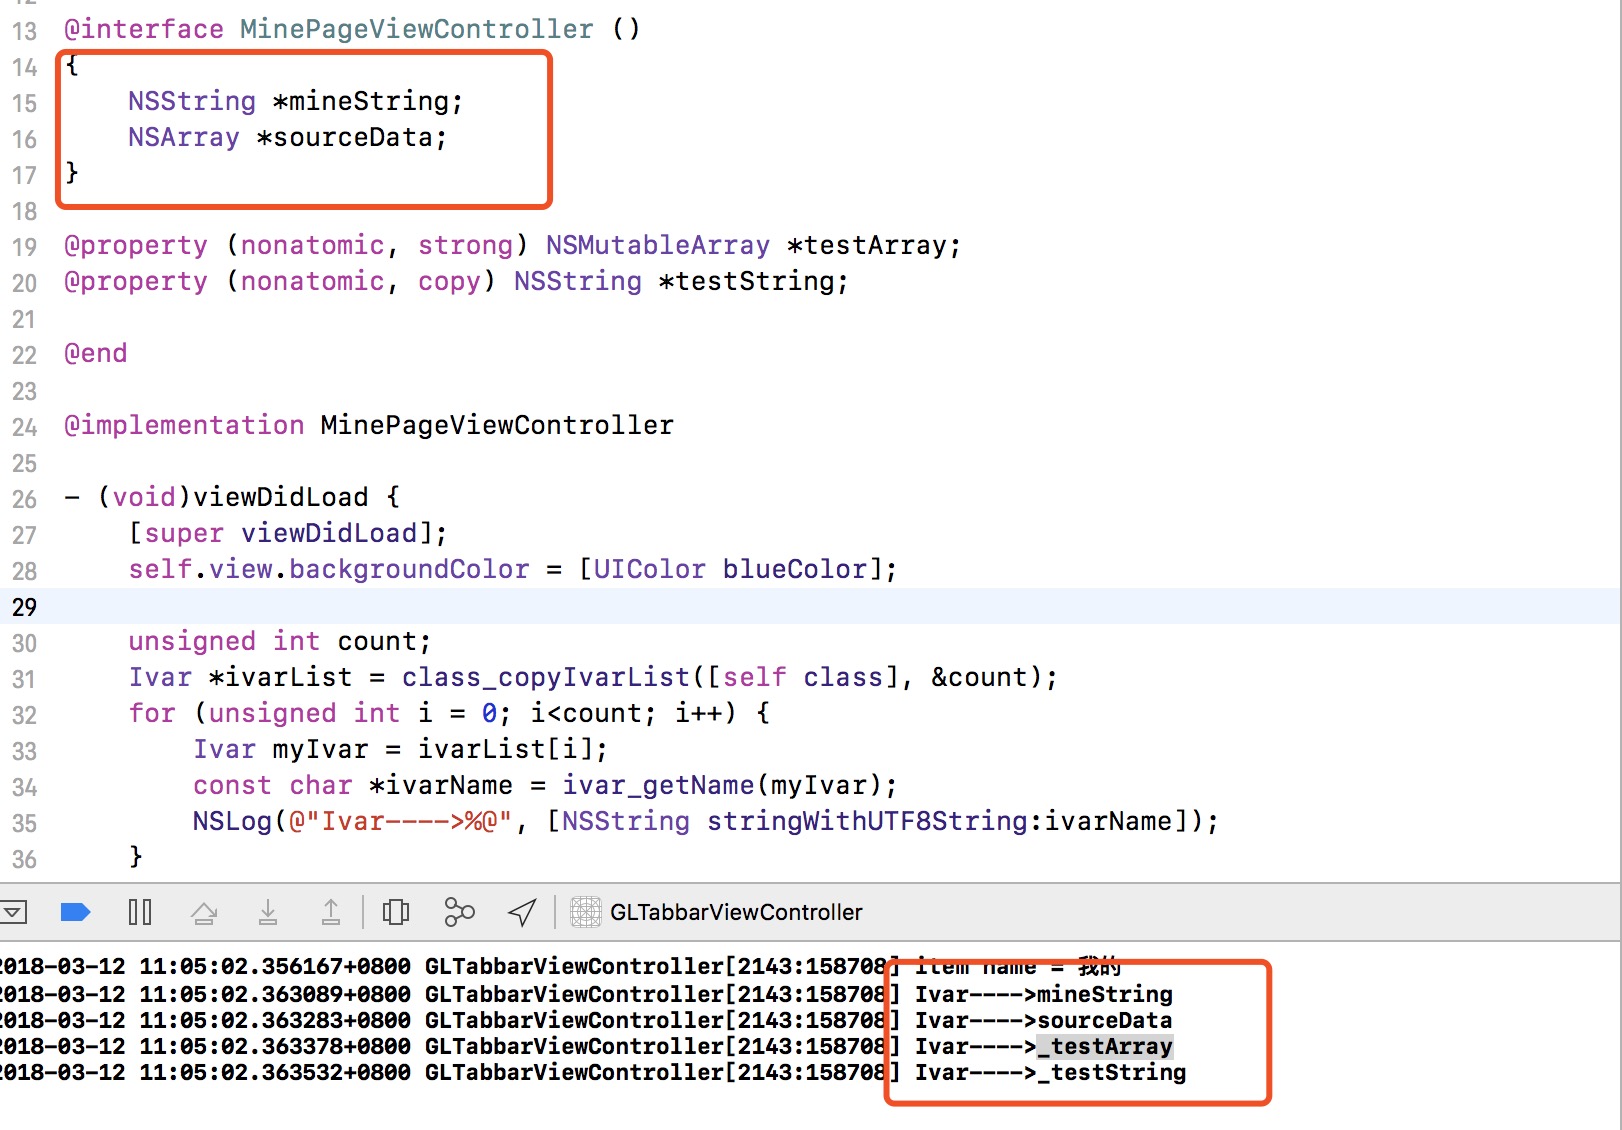 12
13 @interface MinePageViewController ()
14 {
15     NSString *mineString;
16     NSArray *sourceData;
17 }
18
19 @property (nonatomic, strong) NSMutableArray *testArray;
20 @property (nonatomic, copy) NSString *testString;
21
22 @end
23
24 @implementation MinePageViewController
25
26 - (void)viewDidLoad {
27     [super viewDidLoad];
28     self.view.backgroundColor = [UIColor blueColor];
29
30     unsigned int count;
31     Ivar *ivarList = class_copyIvarList([self class], &count);
32     for (unsigned int i = 0; i<count; i++) {
33         Ivar myIvar = ivarList[i];
34         const char *ivarName = ivar_getName(myIvar);
35         NSLog(@"Ivar---->%@", [NSString stringWithUTF8String:ivarName]);
36     }
GLTabbarViewController
2018-03-12 11:05:02.356167+0800 GLTabbarViewController[2143:158708] item name = 我的
2018-03-12 11:05:02.363089+0800 GLTabbarViewController[2143:158708] Ivar---->mineString
2018-03-12 11:05:02.363283+0800 GLTabbarViewController[2143:158708] Ivar---->sourceData
2018-03-12 11:05:02.363378+0800 GLTabbarViewController[2143:158708] Ivar---->_testArray
2018-03-12 11:05:02.363532+0800 GLTabbarViewController[2143:158708] Ivar---->_testString